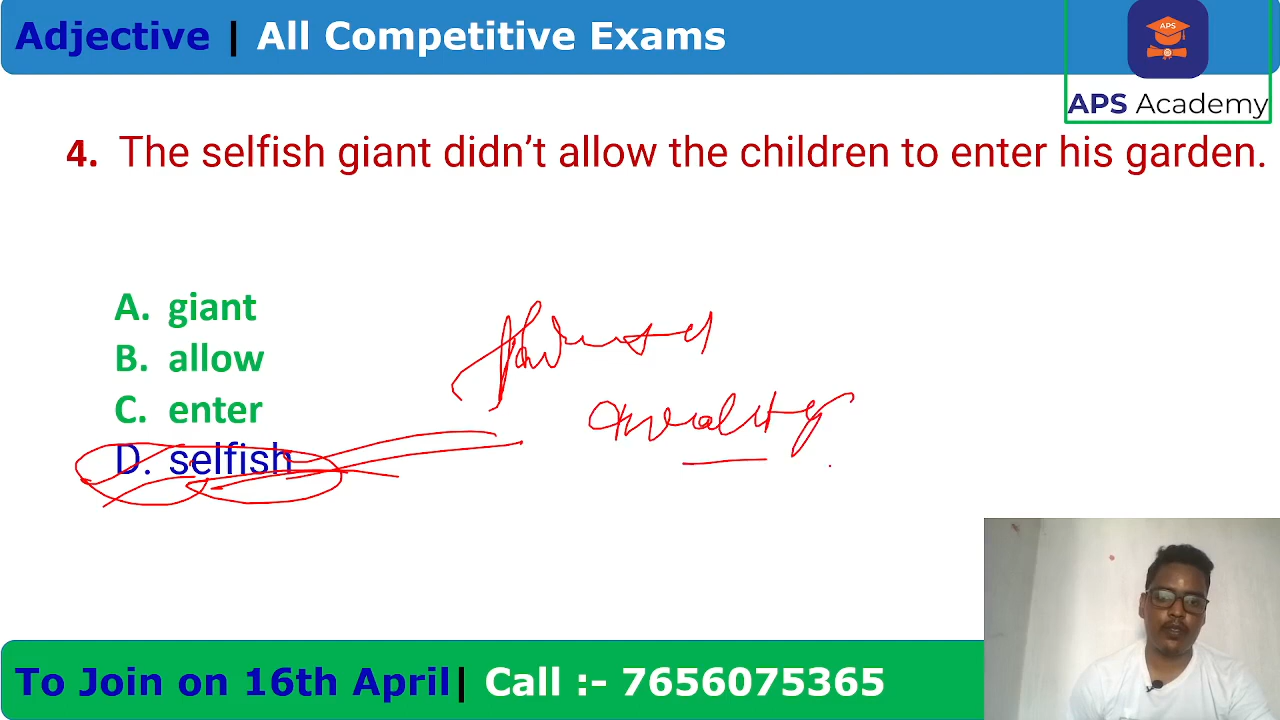 Adjective | All Competitive Exams
APS
APS Academy
4. The selfish giant didn't allow the children to enter his garden.
A. giant
B. allow
C. enter
D. selfish
quality
To Join on 16th April| Call :- 7656075365